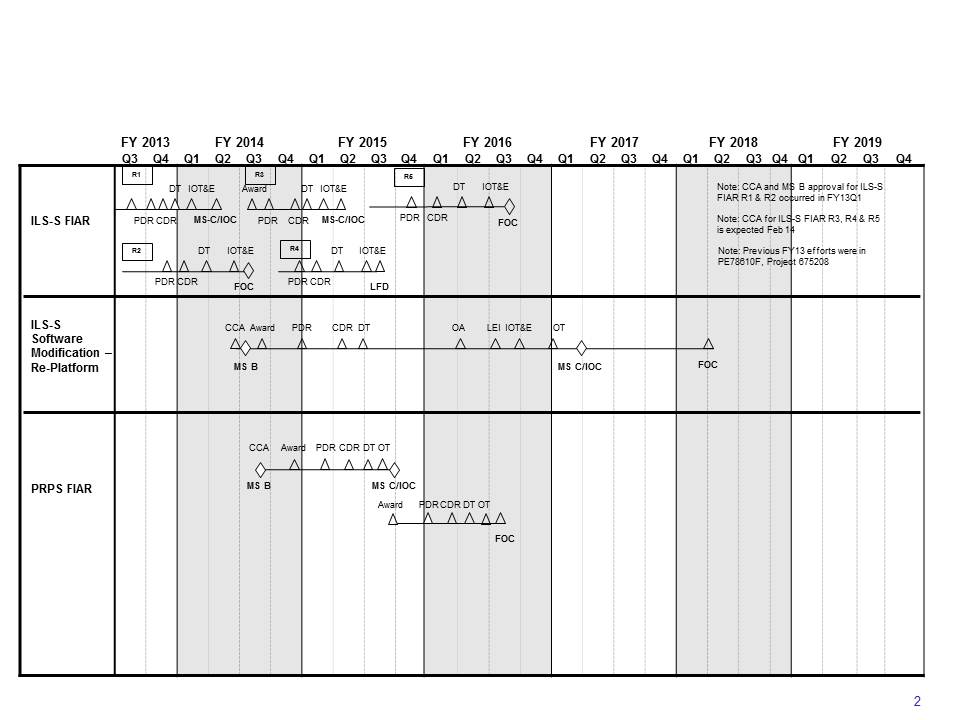 FY 2013 FY 2014 FY 2015 FY 2016 FY 2017 FY 2018 FY 2019
Q3 Q4 Q1 Q2 Q3 Q4 Q1 Q2 Q3 Q4 Q1 Q2 Q3 Q4 Q1 Q2 Q3 Q4 Q1 Q2 Q3 Q4 Q1 Q2 Q3 Q4
R1 R3 R5
DT IOT&E Award DT IOT&E DT IOT&E
ILS-S FIAR
PDR CDR MS-C/IOC PDR CDR MS-C/IOC PDR CDR FOC
R2 DT IOT&E R4 DT IOT&E
PDR CDR FOC PDR CDR LFD
Note: CCA and MS B approval for ILS-S
FIAR R1 & R2 occurred in FY13Q1
Note: CCA for ILS-S FIAR R3, R4 & R5
is expected Feb 14
Note: Previous FY13 efforts were in
PE78610F, Project 675208
ILS-S
Software
Modification –
Re-Platform
CCA Award PDR CDR DT OA LEI IOT&E OT
MS B MS C/IOC FOC
PRPS FIAR
CCA Award PDR CDR DT OT
MS B MS C/IOC
Award PDR CDR DT OT
FOC
2